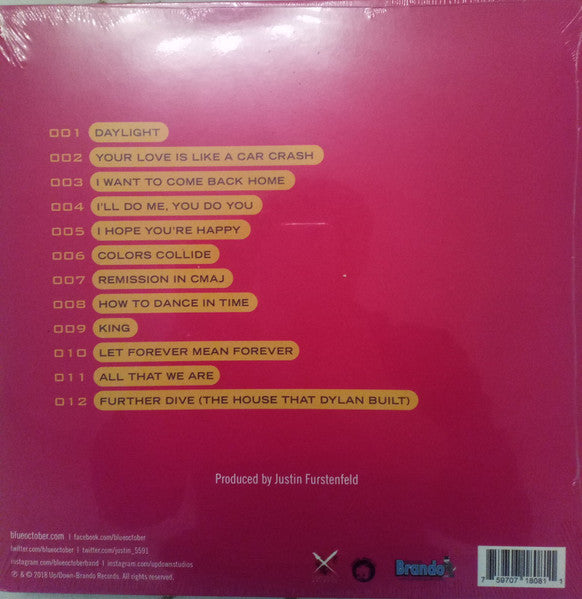 001 DAYLIGHT
002 YOUR LOVE IS LIKE A CAR CRASH
003 I WANT TO COME BACK HOME
004 I'LL DO ME, YOU DO YOU
005 I HOPE YOU'RE HAPPY
006 COLORS COLLIDE
007 REMISSION IN CMAJ
008 HOW TO DANCE IN TIME
009 KING
010 LET FOREVER MEAN FOREVER
011 ALL THAT WE ARE
012 FURTHER DIVE (THE HOUSE THAT DYLAN BUILT)
Produced by Justin Furstenfeld
blueoctober.com | facebook.com/blueoctober
twitter.com/blueoctober | twitter.com/justin_5591
instagram.com/blueoctoberband | instagram.com/updownstudios
℗ & © 2018 Up/Down-Brando Records. All rights reserved.
Brando
7 59707 18081 1